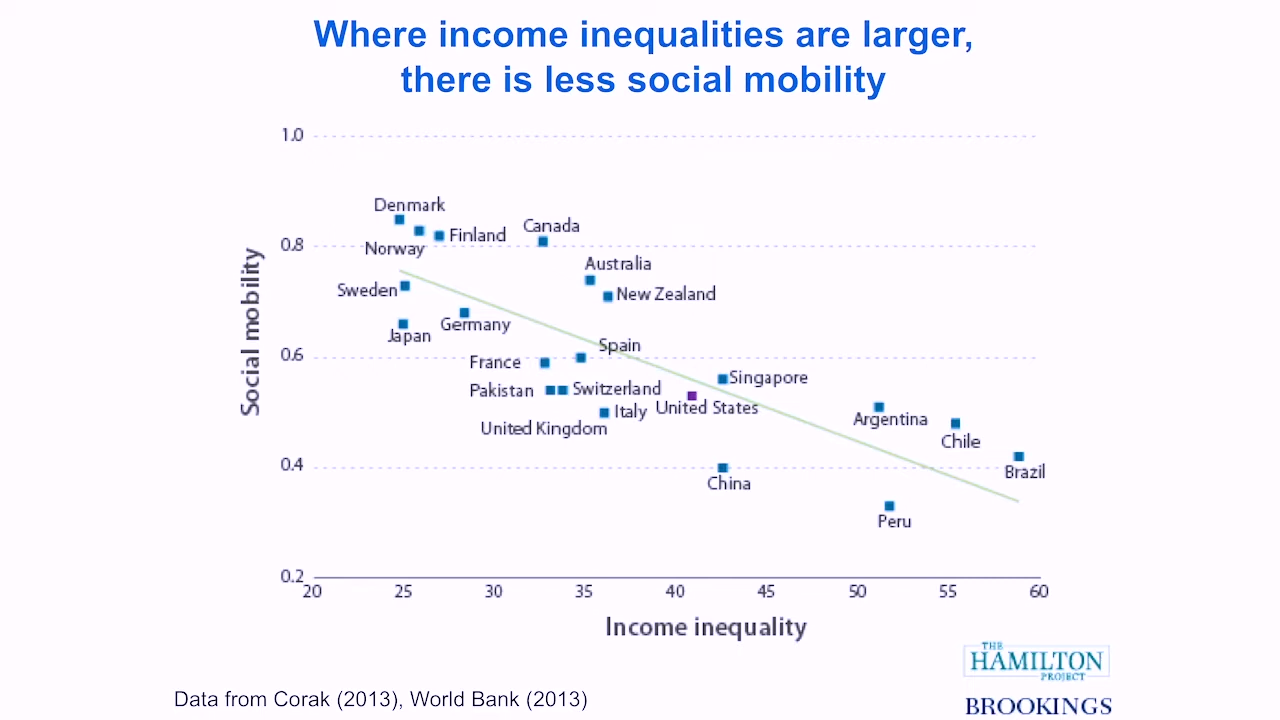 Where income inequalities are larger,
there is less social mobility
1.0
Denmark
Canada
Norway
Finland
0.8
Australia
Sweden
New Zealand
Japan
Germany
Social mobility
Spain
0.6
France
Singapore
Pakistan
Switzerland
United States
Italy
United Kingdom
Argentina
Chile
0.4
Brazil
China
Peru
0.2
20 25 30 35 40 45 50 55 60
Income inequality
THE
HAMILTON
PROJECT
Data from Corak (2013), World Bank (2013)
BROOKINGS